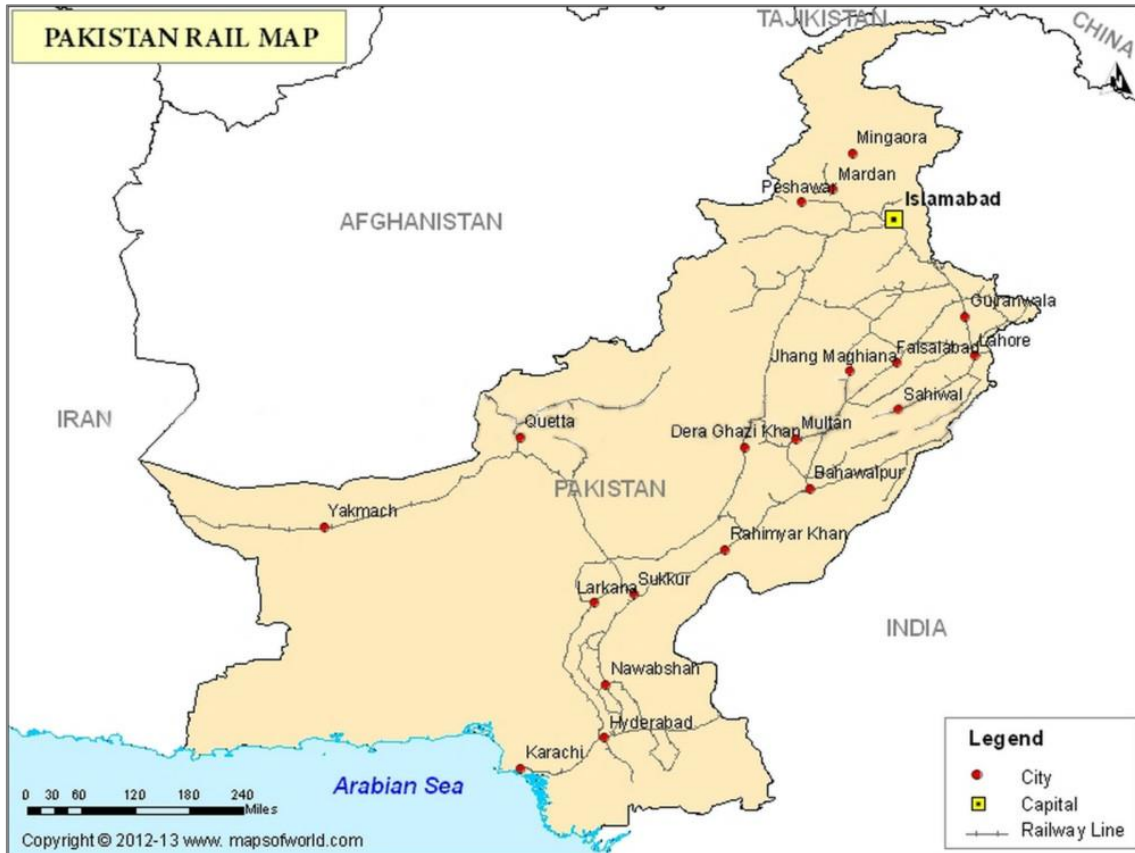 PAKISTAN RAIL MAP
TAJIKISTAN
CHINA
Mingaora
Mardan
Peshawar
Islamabad
AFGHANISTAN
Gujranwala
Lahore
Faisalabad
Jhang Maghiana
Sahiwal
IRAN
Quetta
Dera Ghazi Khan
Multan
PAKISTAN
Bahawalpur
Yakmach
Rahimyar Khan
Sukkur
Larkana
INDIA
Nawabshah
Hyderabad
Karachi
Arabian Sea
0 30 60 120 180 240
Miles
Copyright © 2012-13 www. mapsofworld.com
Legend
City
Capital
Railway Line